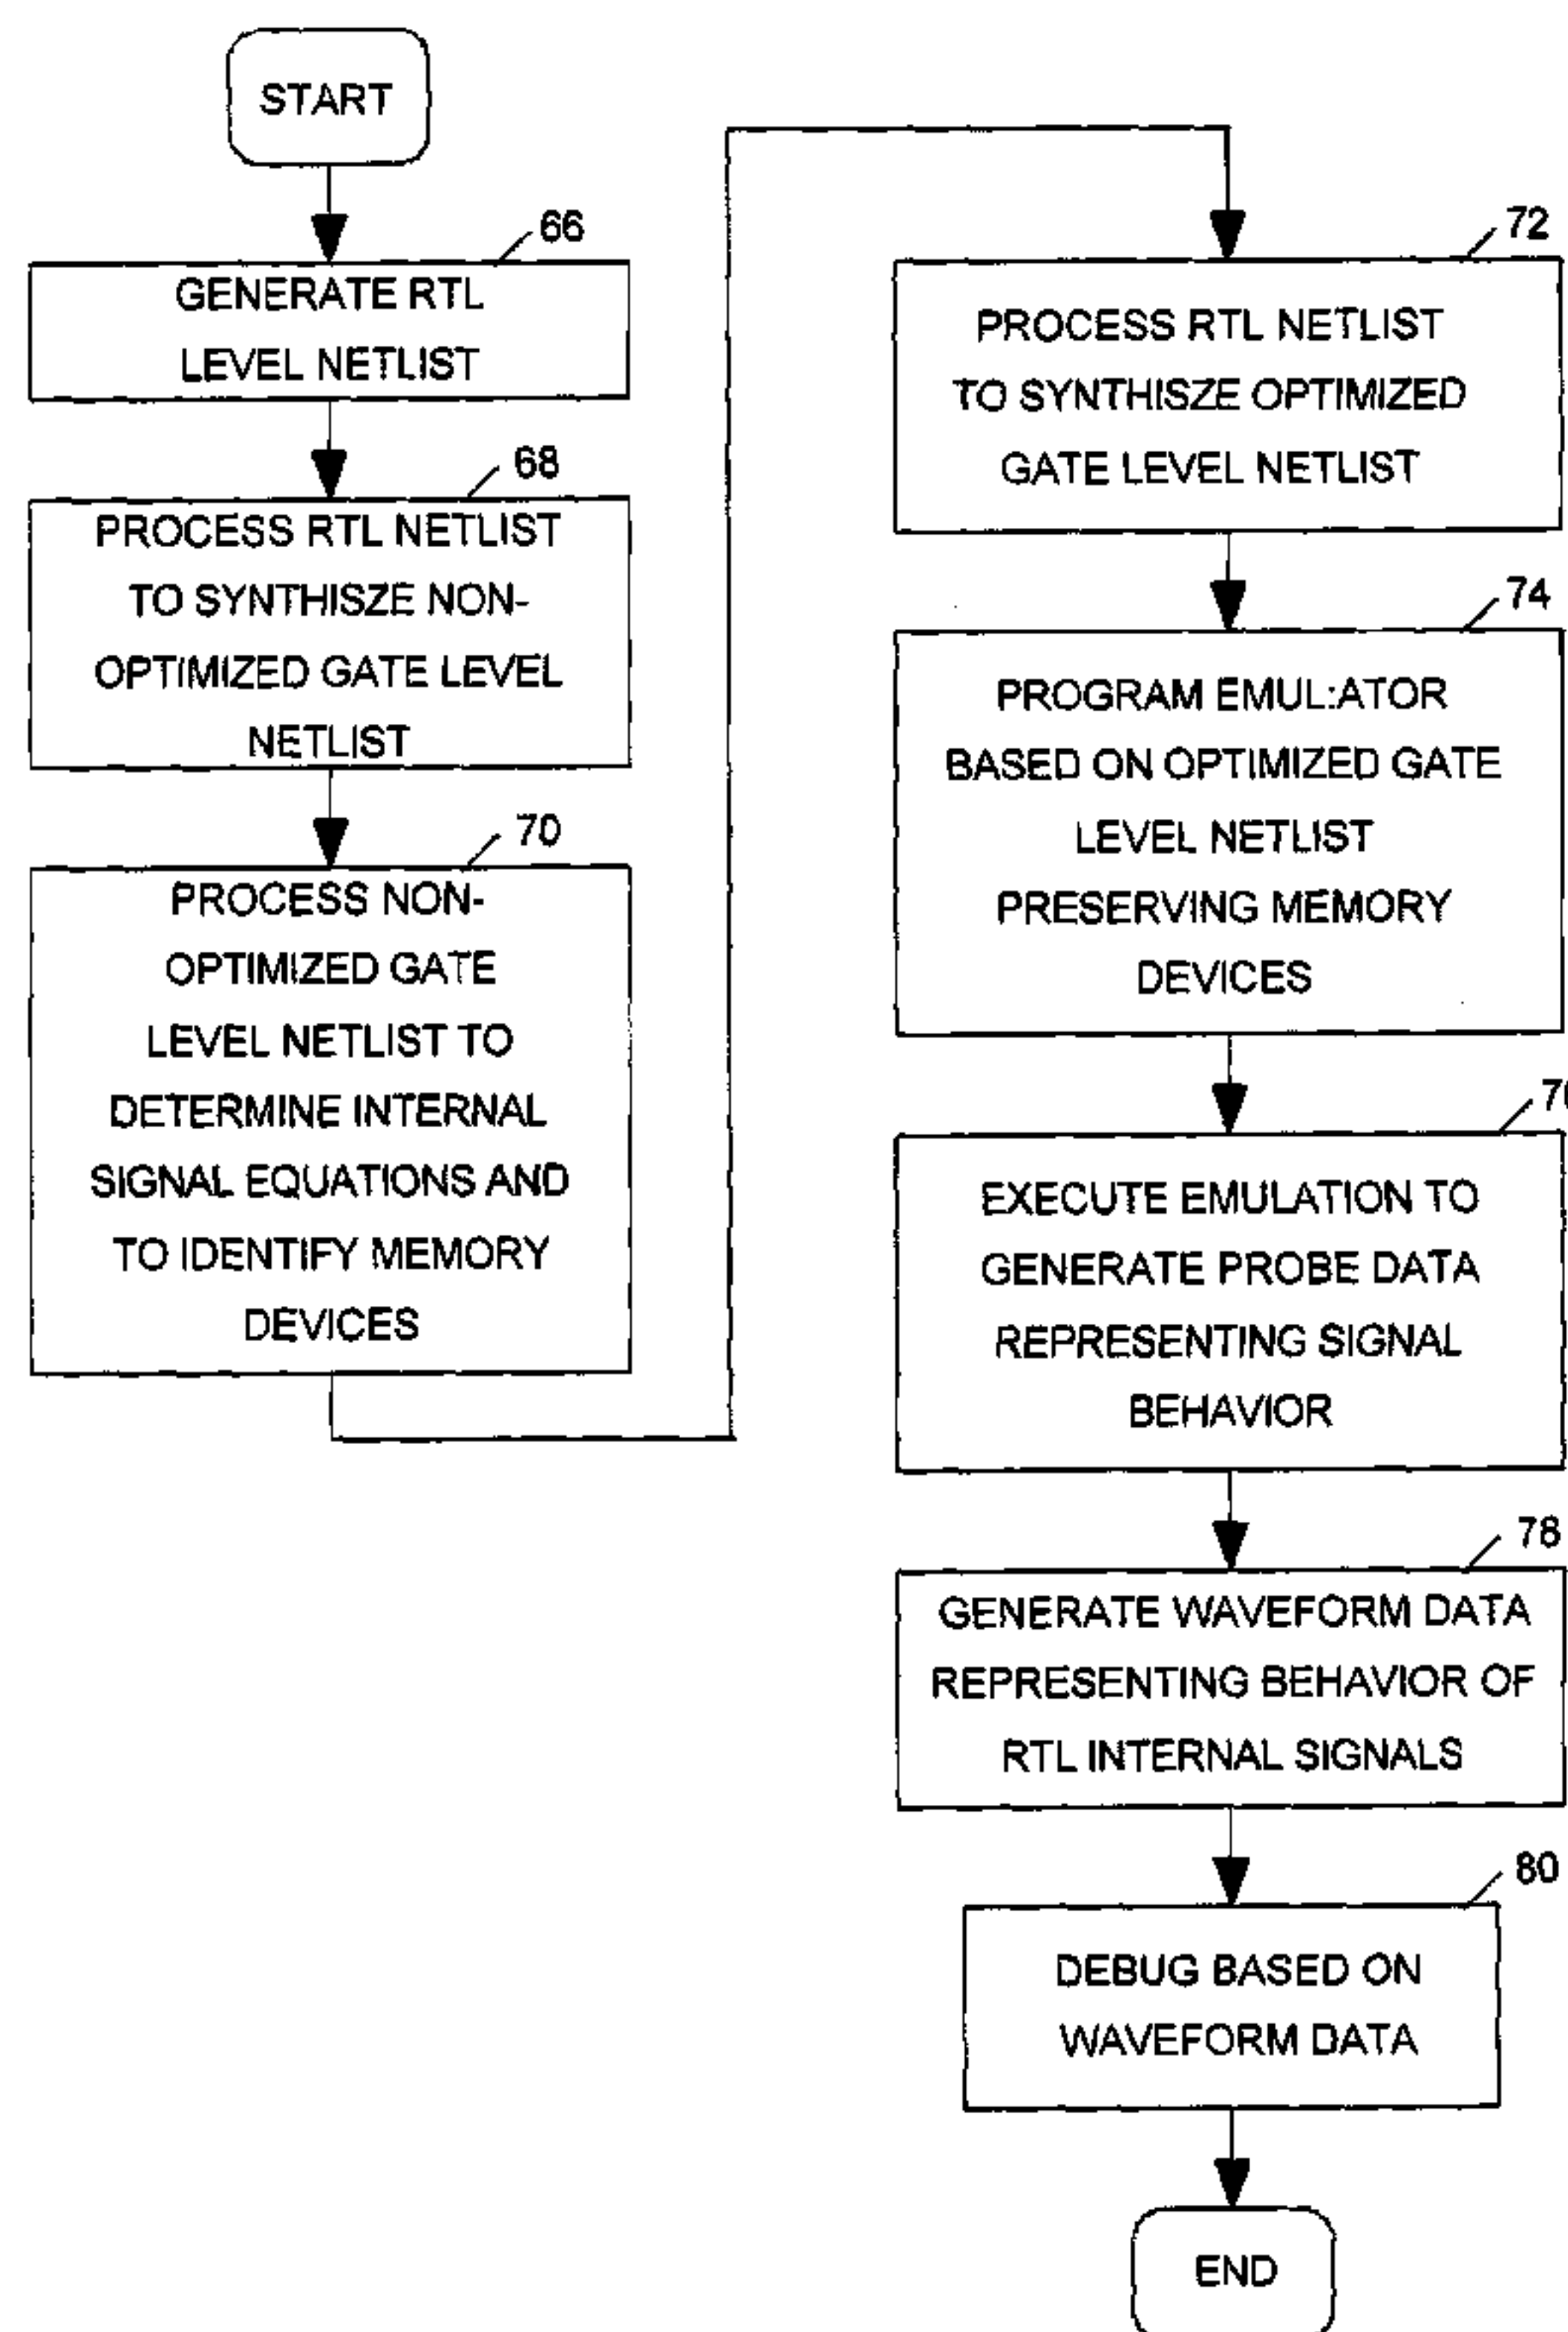 START
66
GENERATE RTL
LEVEL NETLIST
68
PROCESS RTL NETLIST
TO SYNTHISZE NON-
OPTIMIZED GATE LEVEL
NETLIST
70
PROCESS NON-
OPTIMIZED GATE
LEVEL NETLIST TO
DETERMINE INTERNAL
SIGNAL EQUATIONS AND
TO IDENTIFY MEMORY
DEVICES
72
PROCESS RTL NETLIST
TO SYNTHISZE OPTIMIZED
GATE LEVEL NETLIST
74
PROGRAM EMUL:ATOR
BASED ON OPTIMIZED GATE
LEVEL NETLIST
PRESERVING MEMORY
DEVICES
EXECUTE EMULATION TO
GENERATE PROBE DATA
REPRESENTING SIGNAL
BEHAVIOR
78
GENERATE WAVEFORM DATA
REPRESENTING BEHAVIOR OF
RTL INTERNAL SIGNALS
80
DEBUG BASED ON
WAVEFORM DATA
END